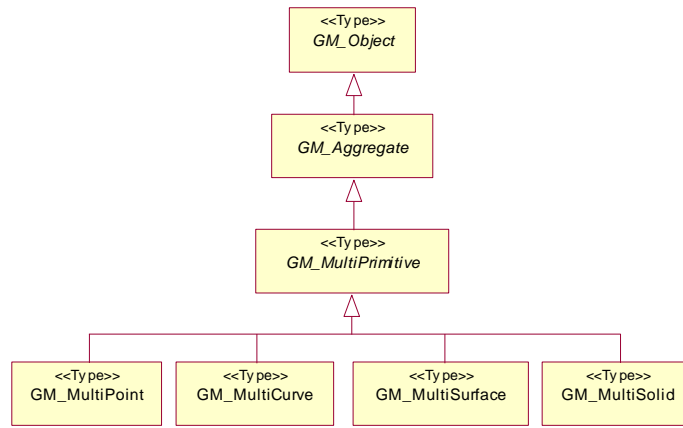 <<Type>>
GM_Object
<<Type>>
GM_Aggregate
<<Type>>
GM_MultiPrimitive
<<Type>>
GM_MultiPoint
<<Type>>
GM_MultiCurve
<<Type>>
GM_MultiSurface
<<Type>>
GM_MultiSolid